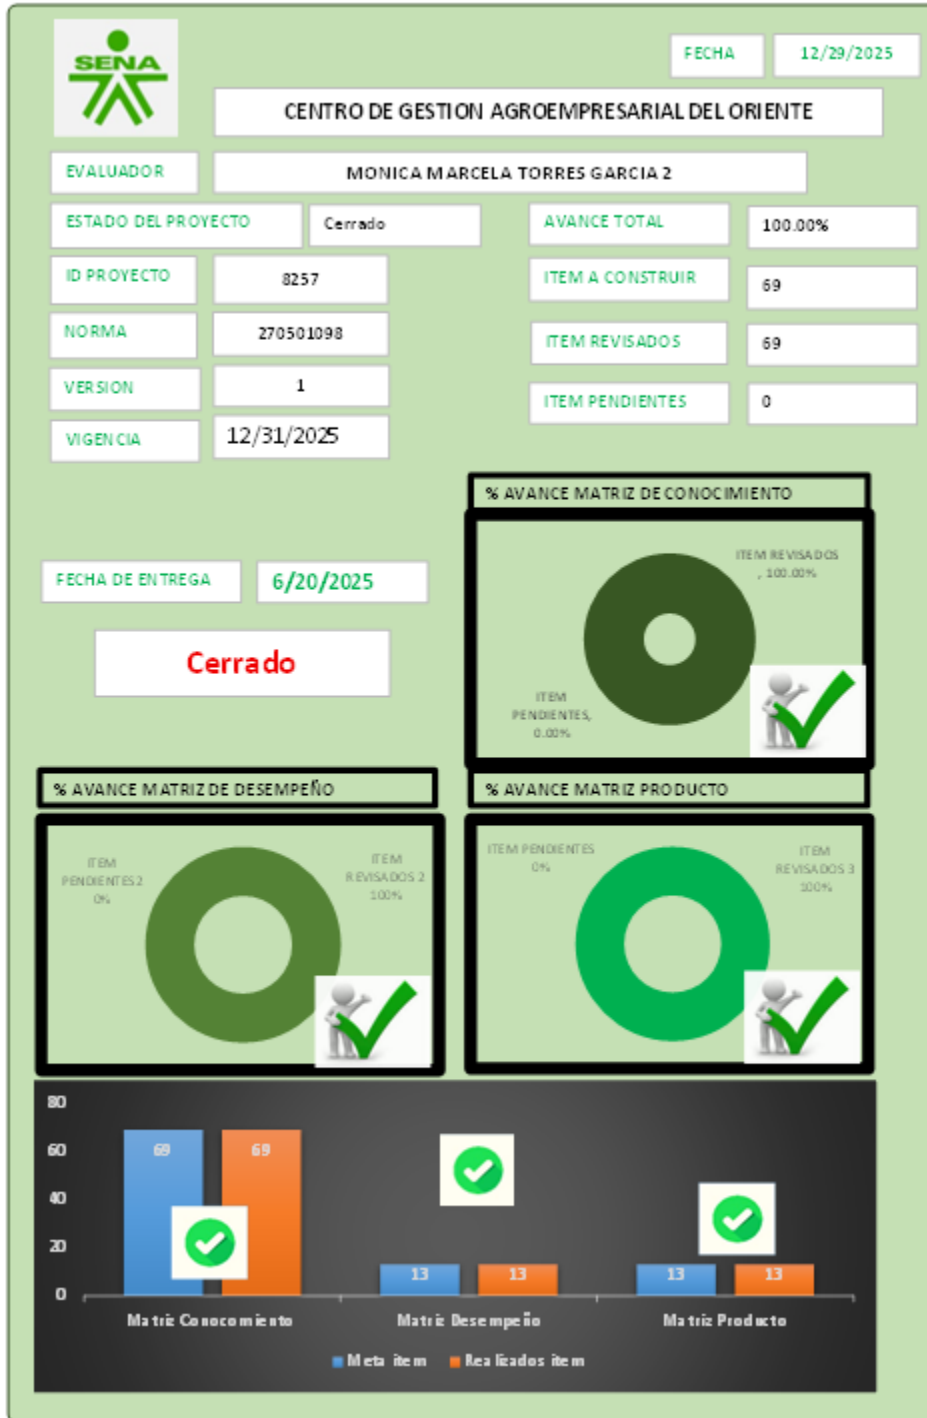 SENA
FECHA
12/29/2025
CENTRO DE GESTION AGROEMPRESARIAL DEL ORIENTE
EVALUADOR
MONICA MARCELA TORRES GARCIA 2
ESTADO DEL PROYECTO
Cerrado
AVANCE TOTAL
100.00%
ID PROYECTO
8257
ITEM A CONSTRUIR
69
NORMA
270501098
ITEM REVISADOS
69
VERSION
1
ITEM PENDIENTES
0
VIGENCIA
12/31/2025
% AVANCE MATRIZ DE CONOCIMIENTO
ITEM REVISADOS
, 100.00%
ITEM
PENDIENTES,
0.00%
FECHA DE ENTREGA
6/20/2025
Cerrado
% AVANCE MATRIZ DE DESEMPEÑO
ITEM
PENDIENTES 2
0%
ITEM
REVISADOS 2
100%
% AVANCE MATRIZ PRODUCTO
ITEM PENDIENTES
0%
ITEM
REVISADOS 3
100%
80
60
40
20
0
69
69
13
13
13
13
Matriz Conocomiento
Matriz Desempeño
Matriz Producto
Meta item
Realizados item